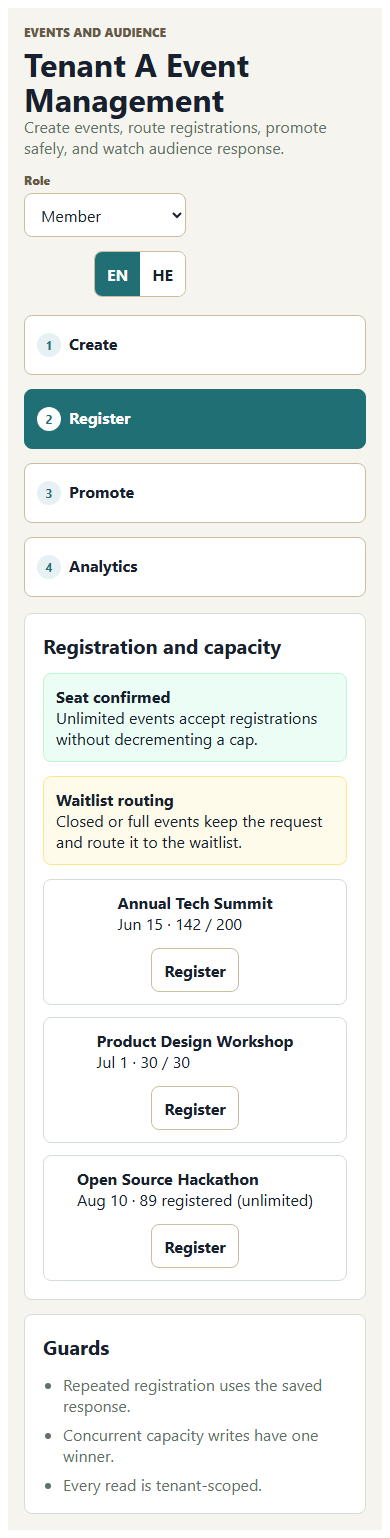 EVENTS AND AUDIENCE
Tenant A Event
Management
Create events, route registrations, promote
safely, and watch audience response.
Role
Member
EN HE
1 Create
2 Register
3 Promote
4 Analytics
Registration and capacity
Seat confirmed
Unlimited events accept registrations
without decrementing a cap.
Waitlist routing
Closed or full events keep the request
and route it to the waitlist.
Annual Tech Summit
Jun 15 · 142 / 200
Register
Product Design Workshop
Jul 1 · 30 / 30
Register
Open Source Hackathon
Aug 10 · 89 registered (unlimited)
Register
Guards
• Repeated registration uses the saved
response.
• Concurrent capacity writes have one
winner.
• Every read is tenant-scoped.